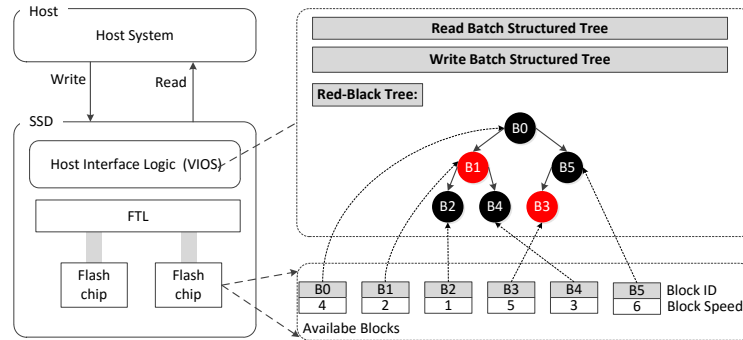 Host
Host System
Write
Read
SSD
Host Interface Logic (VIOS)
FTL
Flash
chip
Flash
chip
Read Batch Structured Tree
Write Batch Structured Tree
Red-Black Tree:
B0
B1
B5
B2
B4
B3
B0 B1 B2 B3 B4 B5 Block ID
4 2 1 5 3 6 Block Speed
Availabe Blocks